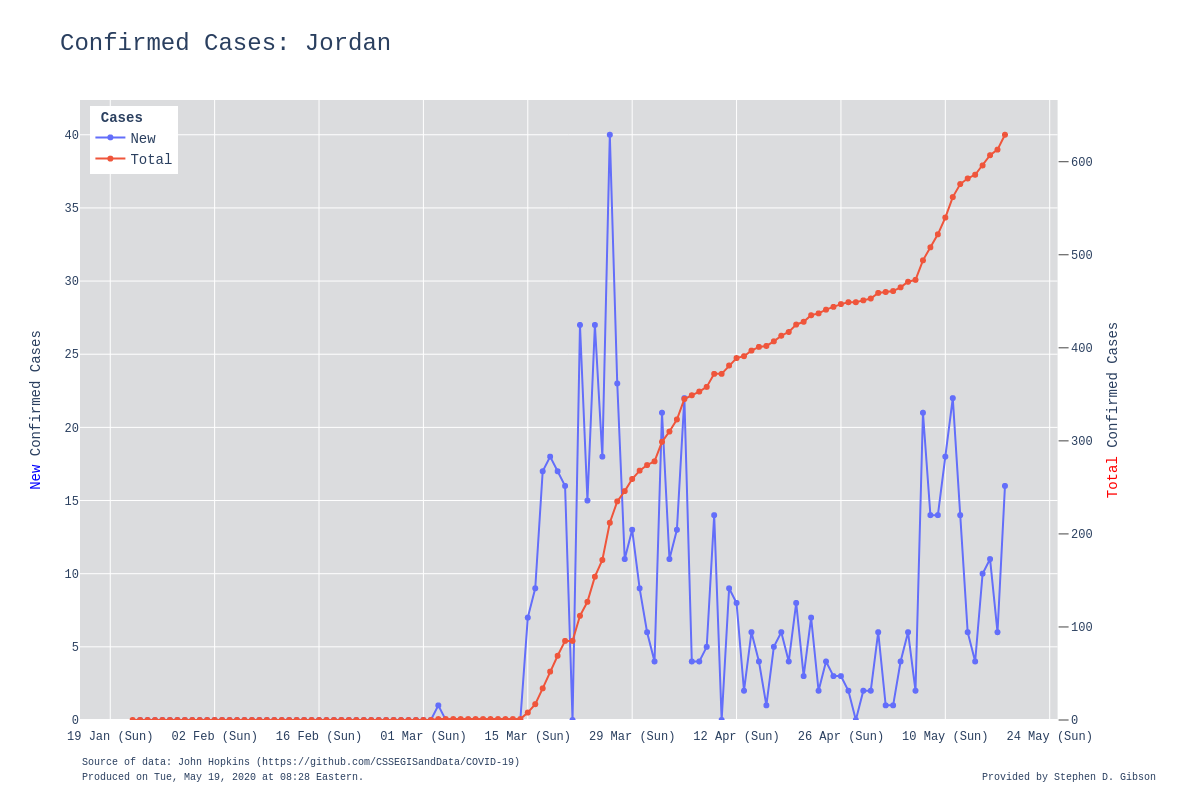 Confirmed Cases: Jordan
Cases
New
Total
40
35
30
25
20
15
10
5
0
600
500
400
300
200
100
0
New Confirmed Cases
Total Confirmed Cases
19 Jan (Sun) 02 Feb (Sun) 16 Feb (Sun) 01 Mar (Sun) 15 Mar (Sun) 29 Mar (Sun) 12 Apr (Sun) 26 Apr (Sun) 10 May (Sun) 24 May (Sun)
Source of data: John Hopkins (https://github.com/CSSEGISandData/COVID-19)
Produced on Tue, May 19, 2020 at 08:28 Eastern.
Provided by Stephen D. Gibson